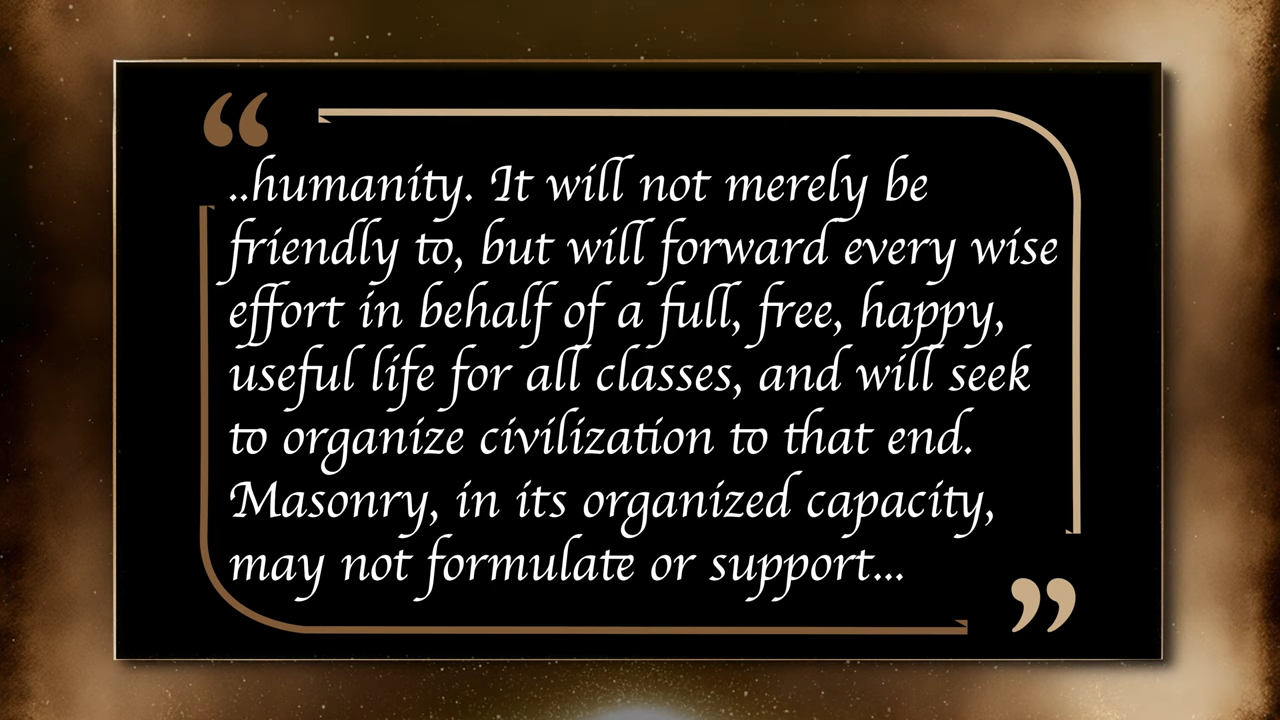 “
..humanity. It will not merely be
friendly to, but will forward every wise
effort in behalf of a full, free, happy,
useful life for all classes, and will seek
to organize civilization to that end.
Masonry, in its organized capacity,
may not formulate or support...
”